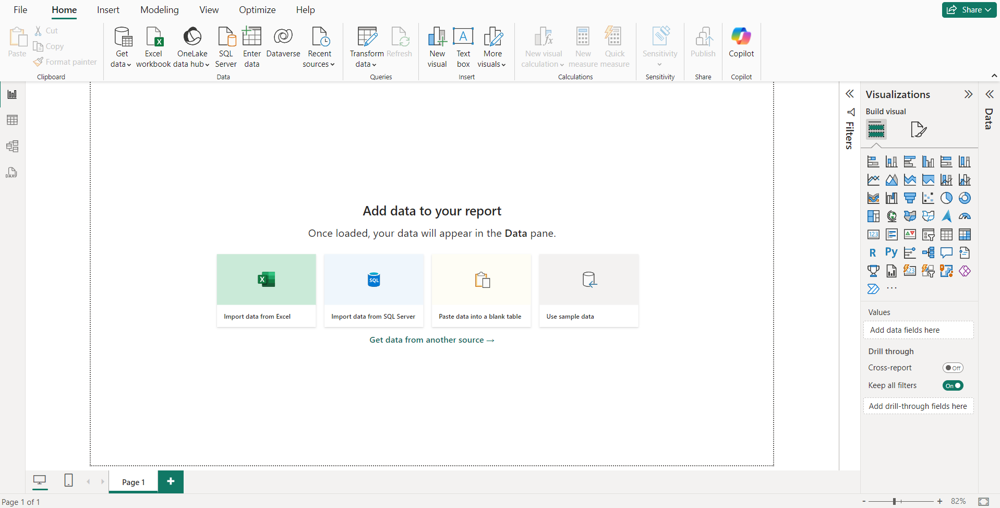 File Home Insert Modeling View Optimize Help
Share
Paste
Cut
Copy
Format painter
Clipboard
Get
data
Excel
workbook
OneLake
data hub
SQL
Server
Enter
data
Dataverse
Recent
sources
Data
Transform
data
Refresh
Queries
New
visual
Text
box
More
visuals
Insert
New visual
calculation
New
measure
Quick
measure
Calculations
Sensitivity
Sensitivity
Publish
Share
Copilot
Copilot
DAX
Add data to your report
Once loaded, your data will appear in the Data pane.
X
SQL
Import data from Excel
Import data from SQL Server
Paste data into a blank table
Use sample data
Get data from another source →
Filters
Visualizations
Build visual
123
R
Py
123
...
Values
Add data fields here
Drill through
Cross-report
Off
Keep all filters
On
Add drill-through fields here
Data
Page 1
+
Page 1 of 1
- + 82%